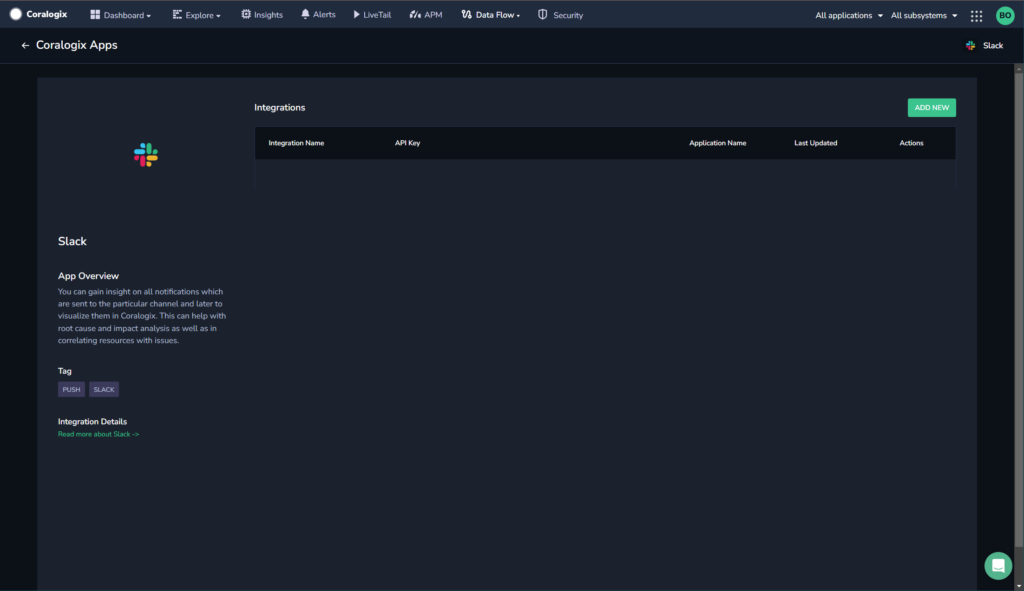 Coralogix Dashboard Explore Insights Alerts LiveTail APM Data Flow Security All applications All subsystems BO
Coralogix Apps Slack
Integrations ADD NEW
Integration Name API Key Application Name Last Updated Actions
Slack
App Overview
You can gain insight on all notifications which
are sent to the particular channel and later to
visualize them in Coralogix. This can help with
root cause and impact analysis as well as in
correlating resources with issues.
Tag
PUSH SLACK
Integration Details
Read more about Slack ->